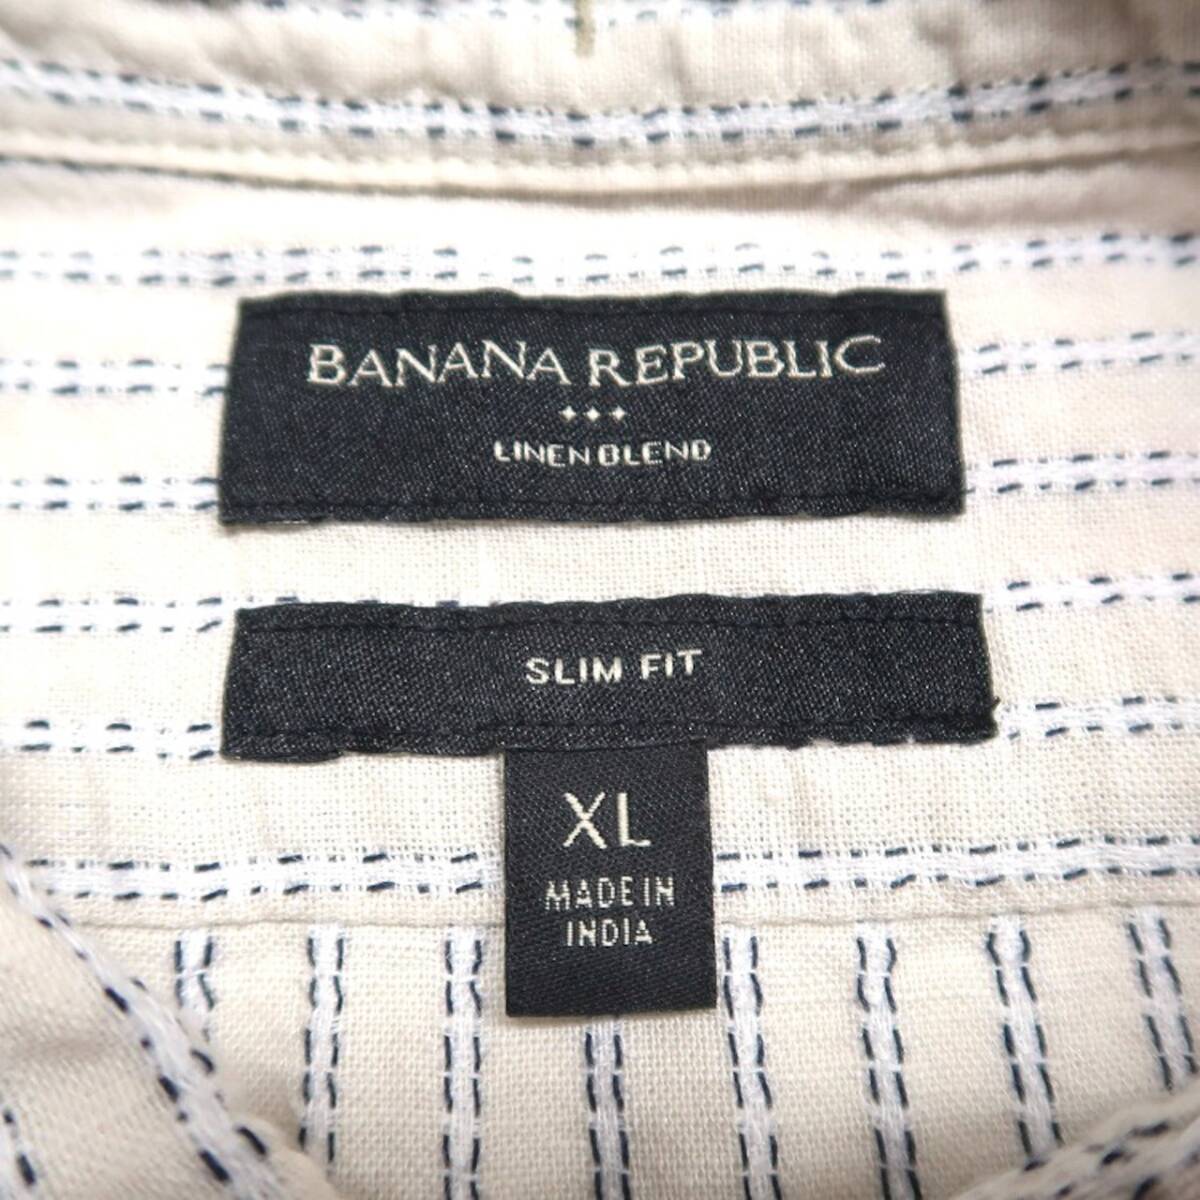 BANANA REPUBLIC
LINEN BLEND
SLIM FIT
XL
MADE IN
INDIA